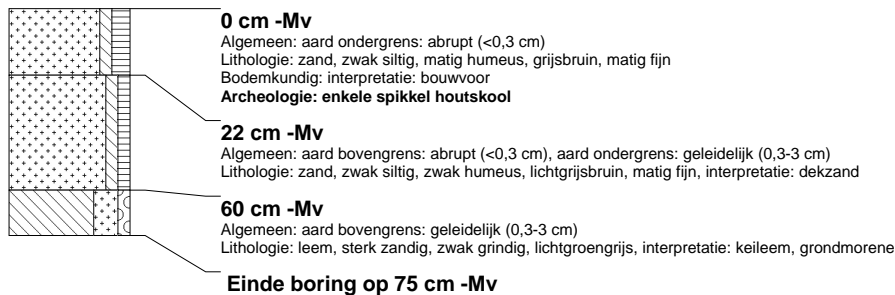 0 cm -Mv
Algemeen: aard ondergrens: abrupt (<0,3 cm)
Lithologie: zand, zwak siltig, matig humeus, grijsbruin, matig fijn
Bodemkundig: interpretatie: bouwvoor
Archeologie: enkele spikkel houtskool
22 cm -Mv
Algemeen: aard bovengrens: abrupt (<0,3 cm), aard ondergrens: geleidelijk (0,3-3 cm)
Lithologie: zand, zwak siltig, zwak humeus, lichtgrijsbruin, matig fijn, interpretatie: dekzand
60 cm -Mv
Algemeen: aard bovengrens: geleidelijk (0,3-3 cm)
Lithologie: leem, sterk zandig, zwak grindig, lichtgroengrijs, interpretatie: keileem, grondmorene
Einde boring op 75 cm -Mv